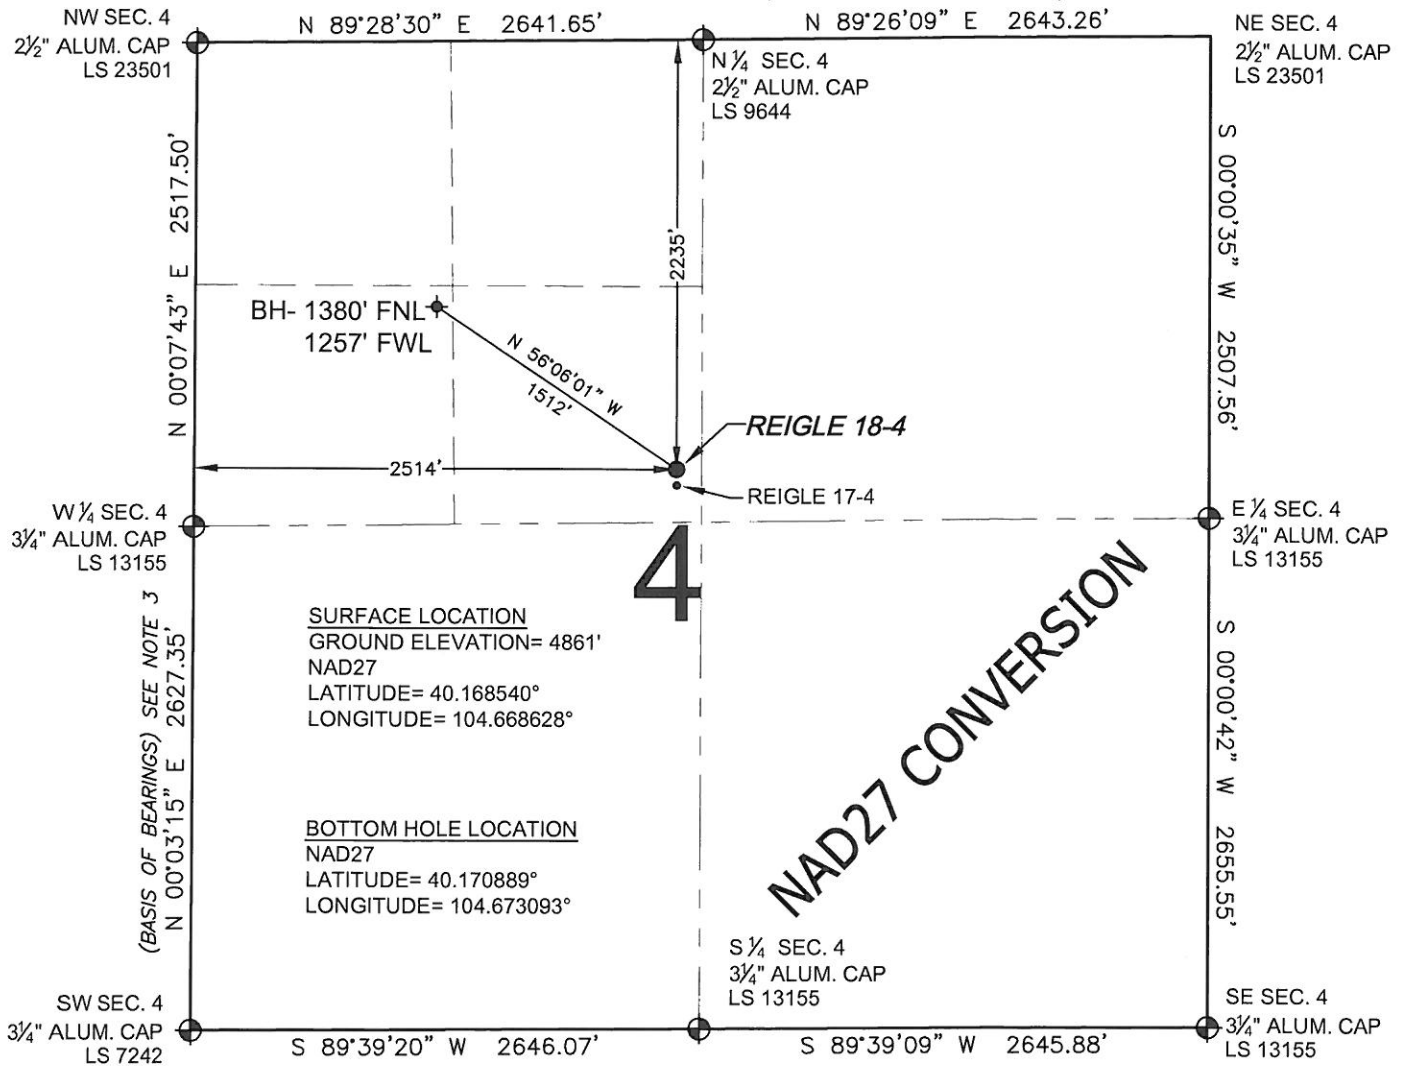 NW SEC. 4
2½" ALUM. CAP
LS 23501
N 89°28'30" E 2641.65'
N 89°26'09" E 2643.26'
NE SEC. 4
2½" ALUM. CAP
LS 23501
N ¼ SEC. 4
2½" ALUM. CAP
LS 9644
N 00°07'43" E 2517.50'
S 00°00'35" W 2507.56'
2235'
BH- 1380' FNL
1257' FWL
N 56°06'01" W
1512'
REIGLE 18-4
2514'
REIGLE 17-4
W ¼ SEC. 4
3¼" ALUM. CAP
LS 13155
E ¼ SEC. 4
3¼" ALUM. CAP
LS 13155
4
(BASIS OF BEARINGS) SEE NOTE 3
N 00°03'15" E 2627.35'
SURFACE LOCATION
GROUND ELEVATION= 4861'
NAD27
LATITUDE= 40.168540°
LONGITUDE= 104.668628°
NAD27 CONVERSION
S 00°00'42" W 2655.55'
BOTTOM HOLE LOCATION
NAD27
LATITUDE= 40.170889°
LONGITUDE= 104.673093°
S ¼ SEC. 4
3¼" ALUM. CAP
LS 13155
SW SEC. 4
3¼" ALUM. CAP
LS 7242
S 89°39'20" W 2646.07'
S 89°39'09" W 2645.88'
SE SEC. 4
3¼" ALUM. CAP
LS 13155